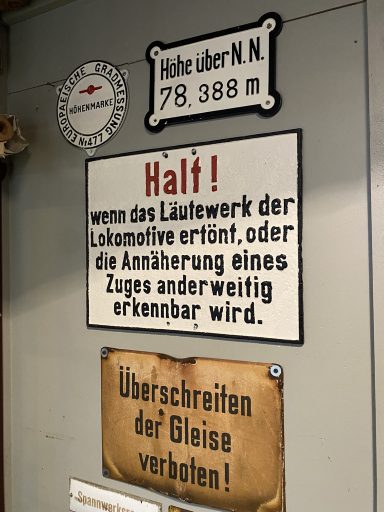 EUROPAEISCHE GRADMESSUNG
HÖHENMARKE
No 477
Höhe über N.N.
78,388 m
Halt!
wenn das Läutewerk der
Lokomotive ertönt, oder
die Annäherung eines
Zuges anderweitig
erkennbar wird.
Überschreiten
der Gleise
verboten!